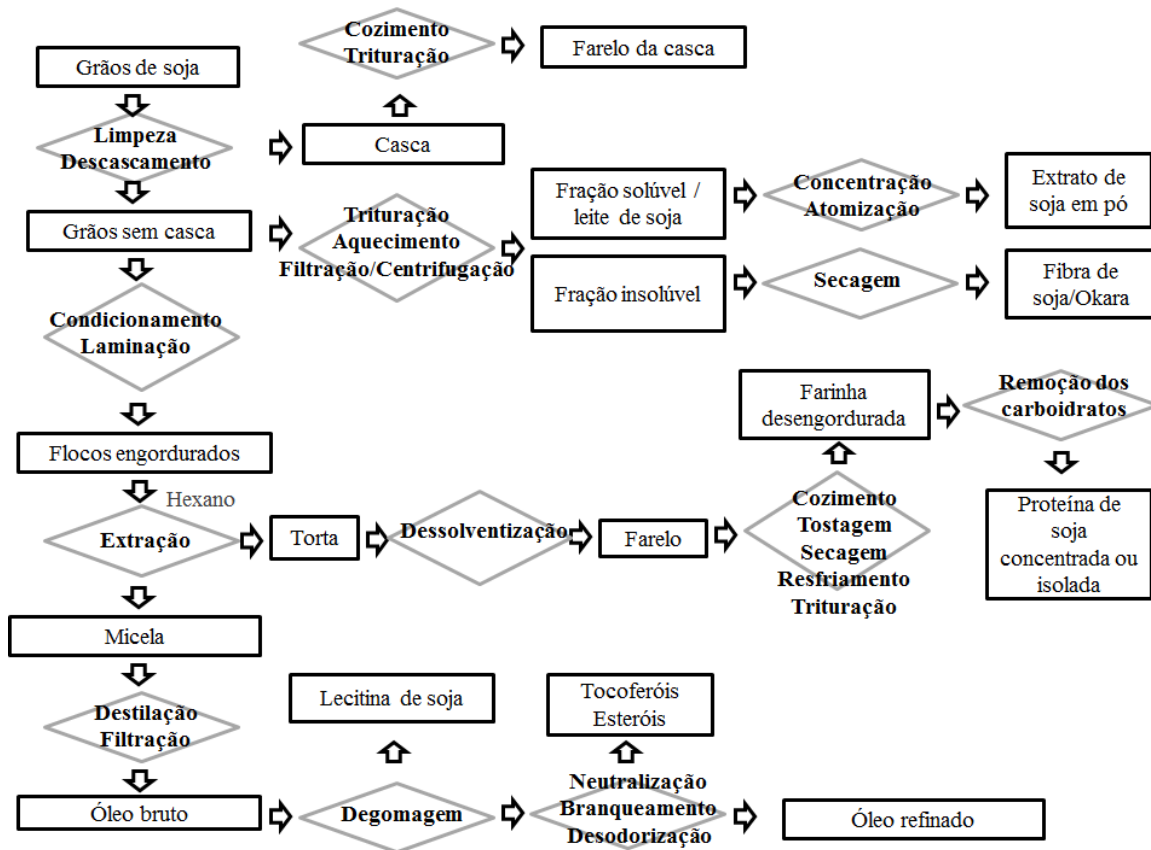 Grãos de soja
Limpeza
Descascamento
Casca
Cozimento
Trituração
Farelo da casca
Grãos sem casca
Trituração
Aquecimento
Filtração/Centrifugação
Fração solúvel /
leite de soja
Concentração
Atomização
Extrato de
soja em pó
Fração insolúvel
Secagem
Fibra de
soja/Okara
Condicionamento
Laminação
Flocos engordurados
Hexano
Extração
Torta
Dessolventização
Farelo
Cozimento
Tostagem
Secagem
Resfriamento
Trituração
Farinha
desengordurada
Remoção dos
carboidratos
Proteína de
soja
concentrada ou
isolada
Micela
Destilação
Filtração
Óleo bruto
Degomagem
Lecitina de soja
Neutralização
Branqueamento
Desodorização
Tocoferóis
Esteróis
Óleo refinado